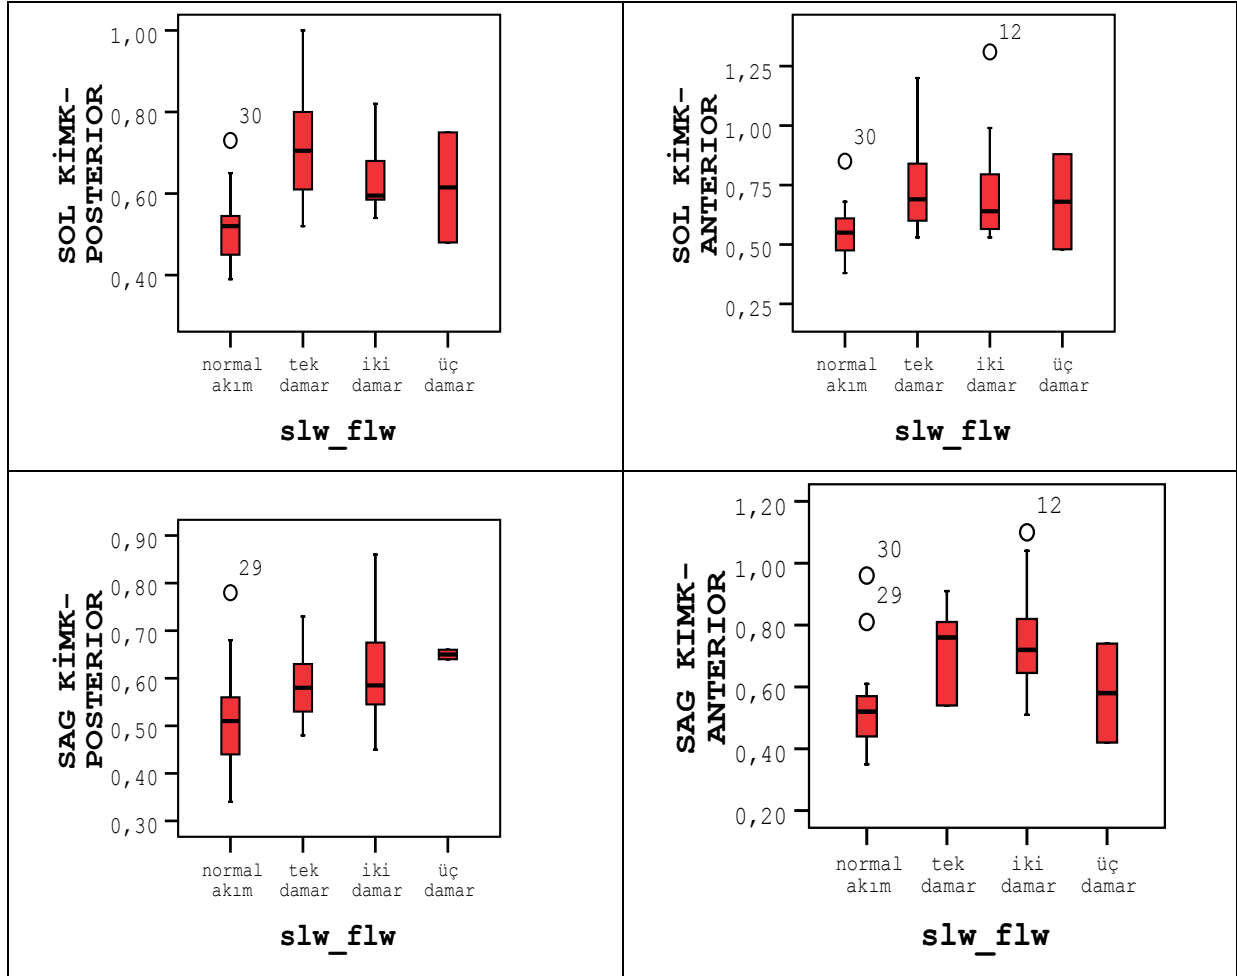 SOL KİMK-
POSTERIOR
1,00
0,80
0,60
0,40
30
normal akım
tek damar
iki damar
üç damar
slw_flw
SOL KİMK-
ANTERIOR
1,25
1,00
0,75
0,50
0,25
30
12
normal akım
tek damar
iki damar
üç damar
slw_flw
SAG KİMK-
POSTERIOR
0,90
0,80
0,70
0,60
0,50
0,40
0,30
29
normal akım
tek damar
iki damar
üç damar
slw_flw
SAG KIMK-
ANTERIOR
1,20
1,00
0,80
0,60
0,40
0,20
30
29
12
normal akım
tek damar
iki damar
üç damar
slw_flw